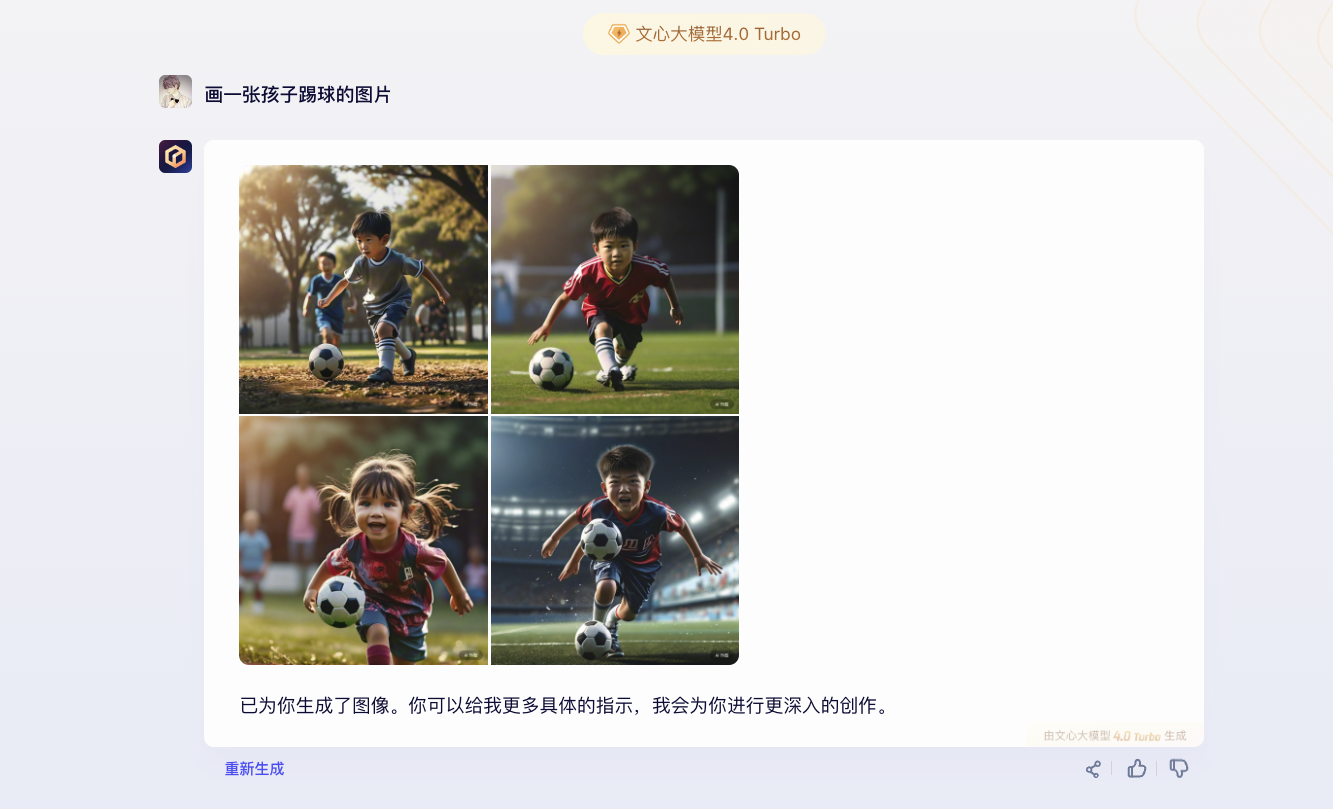 文心大模型4.0 Turbo
画一张孩子踢球的图片
已为你生成了图像。你可以给我更多具体的指示，我会为你进行更深入的创作。
由文心大模型 4.0 Turbo 生成
重新生成